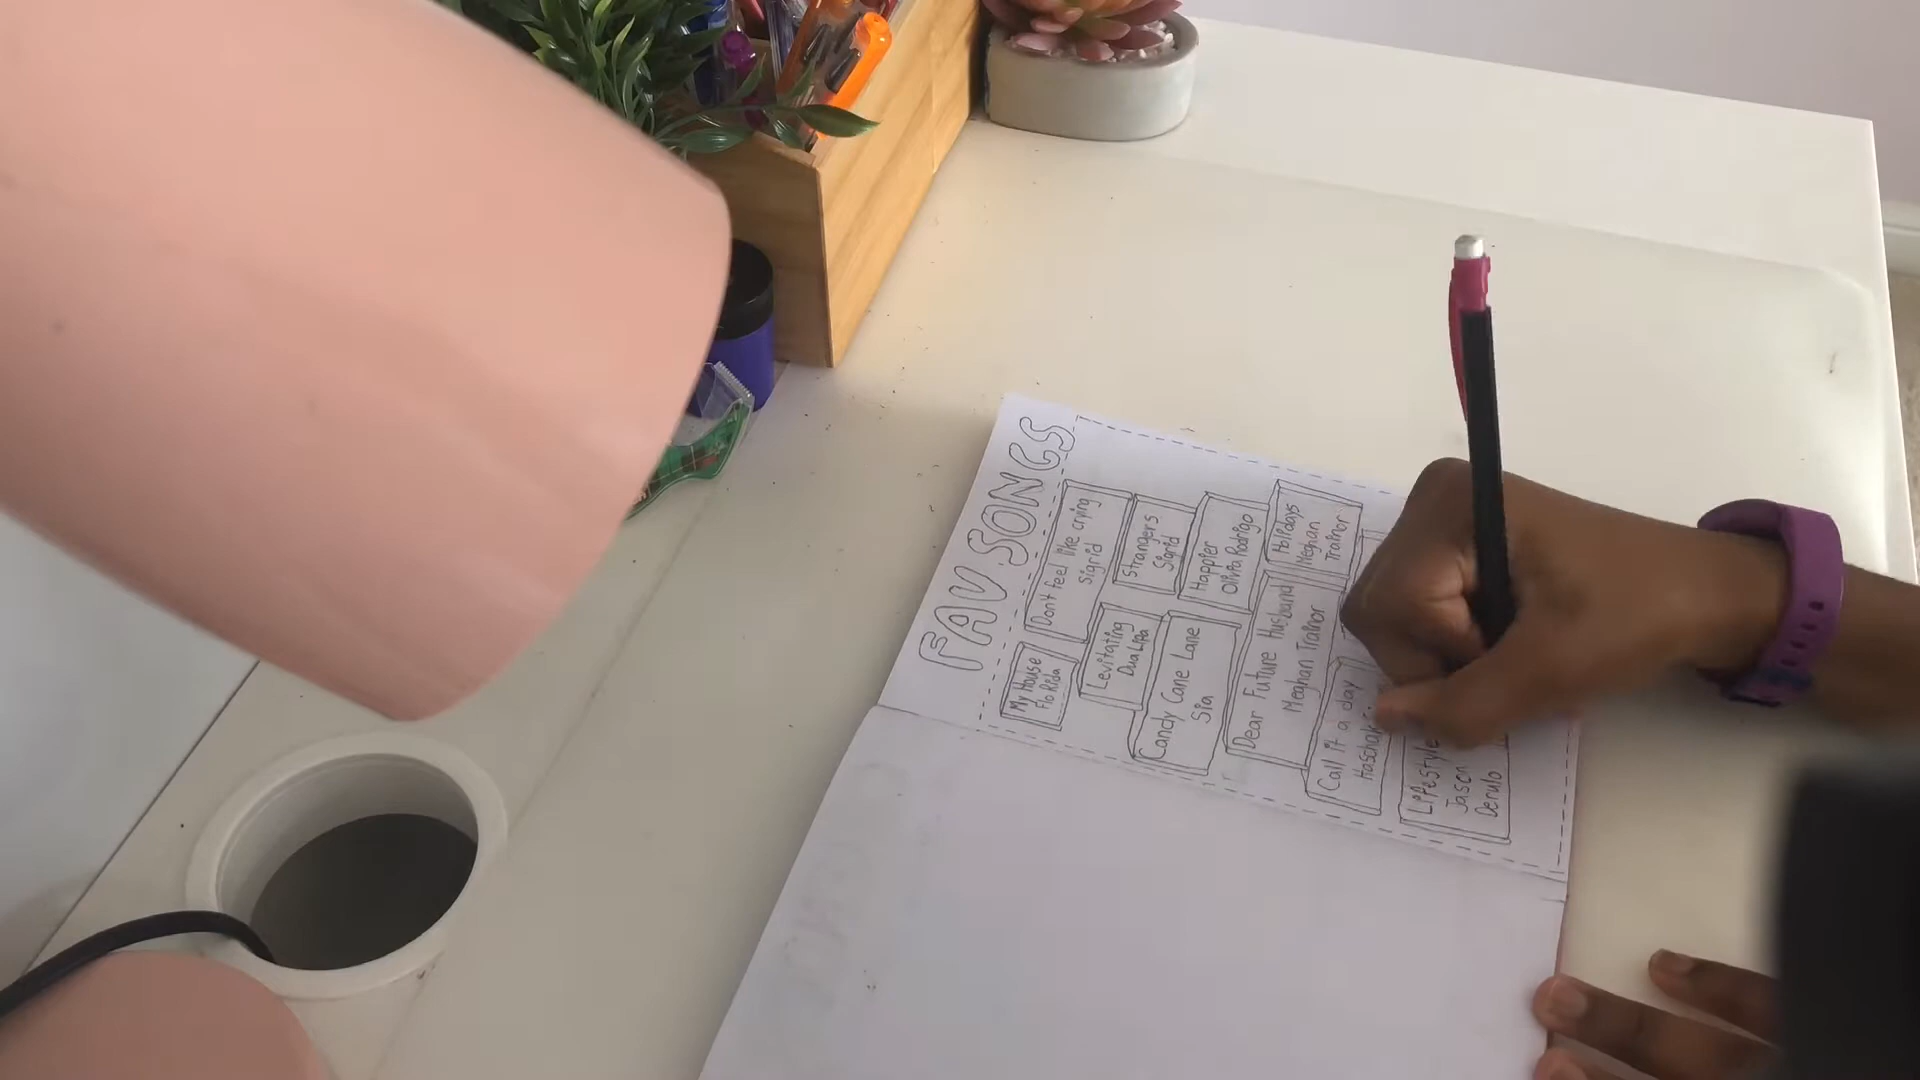 FAV SONGS
My House
Flo Rida
Don't feel like crying
Sigrid
Levitating
Dua Lipa
Strangers
Sigrid
Candy Cane Lane
Sia
Happier
Olivia Rodrigo
Dear Future Husband
Meghan Trainor
Holidays
Meghan
Trainor
Call it a day
Lifestyle
Jason
Derulo